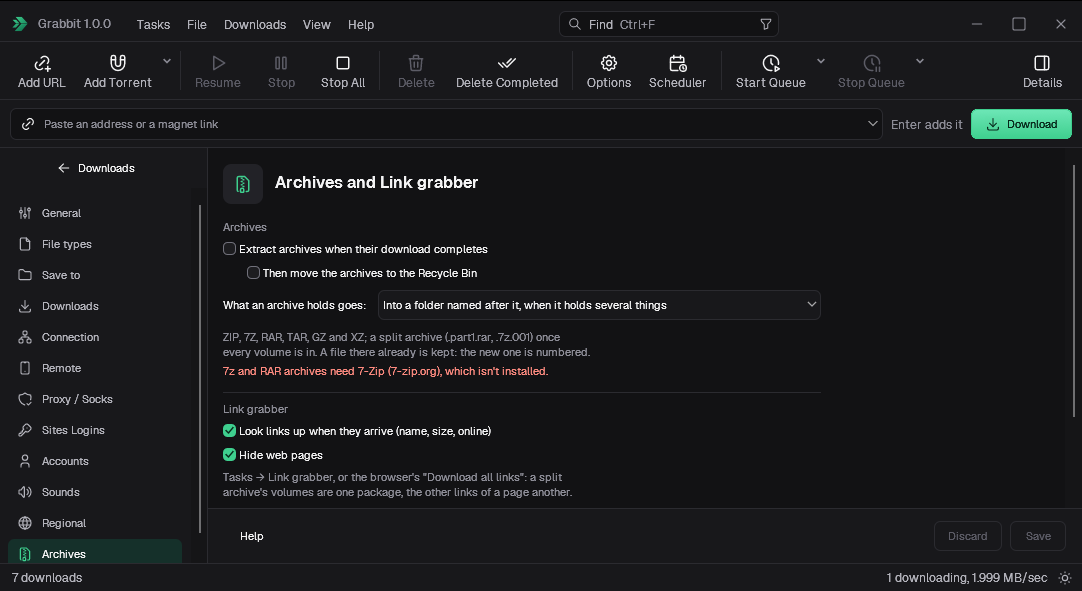 Grabbit 1.0.0
Tasks File Downloads View Help
Find Ctrl+F
Add URL Add Torrent Resume Stop Stop All Delete Delete Completed Options Scheduler Start Queue Stop Queue Details
Paste an address or a magnet link
Enter adds it
Download
Downloads
General
File types
Save to
Downloads
Connection
Remote
Proxy / Socks
Sites Logins
Accounts
Sounds
Regional
Archives
Archives and Link grabber
Archives
Extract archives when their download completes
Then move the archives to the Recycle Bin
What an archive holds goes: Into a folder named after it, when it holds several things
ZIP, 7Z, RAR, TAR, GZ and XZ; a split archive (.part1.rar, .7z.001) once
every volume is in. A file there already is kept: the new one is numbered.
7z and RAR archives need 7-Zip (7-zip.org), which isn't installed.
Link grabber
Look links up when they arrive (name, size, online)
Hide web pages
Tasks → Link grabber, or the browser's "Download all links": a split
archive's volumes are one package, the other links of a page another.
Help
Discard
Save
7 downloads
1 downloading, 1.999 MB/sec